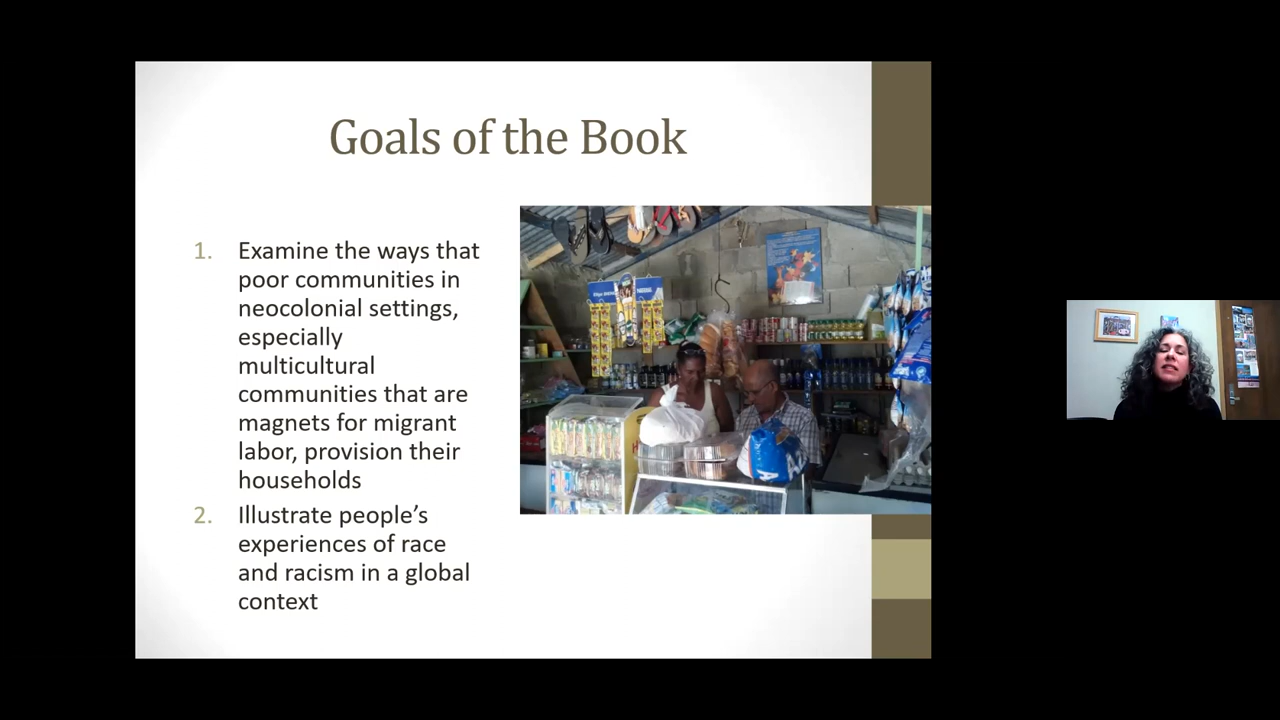 Goals of the Book
1. Examine the ways that
poor communities in
neocolonial settings,
especially
multicultural
communities that are
magnets for migrant
labor, provision their
households
2. Illustrate people’s
experiences of race
and racism in a global
context